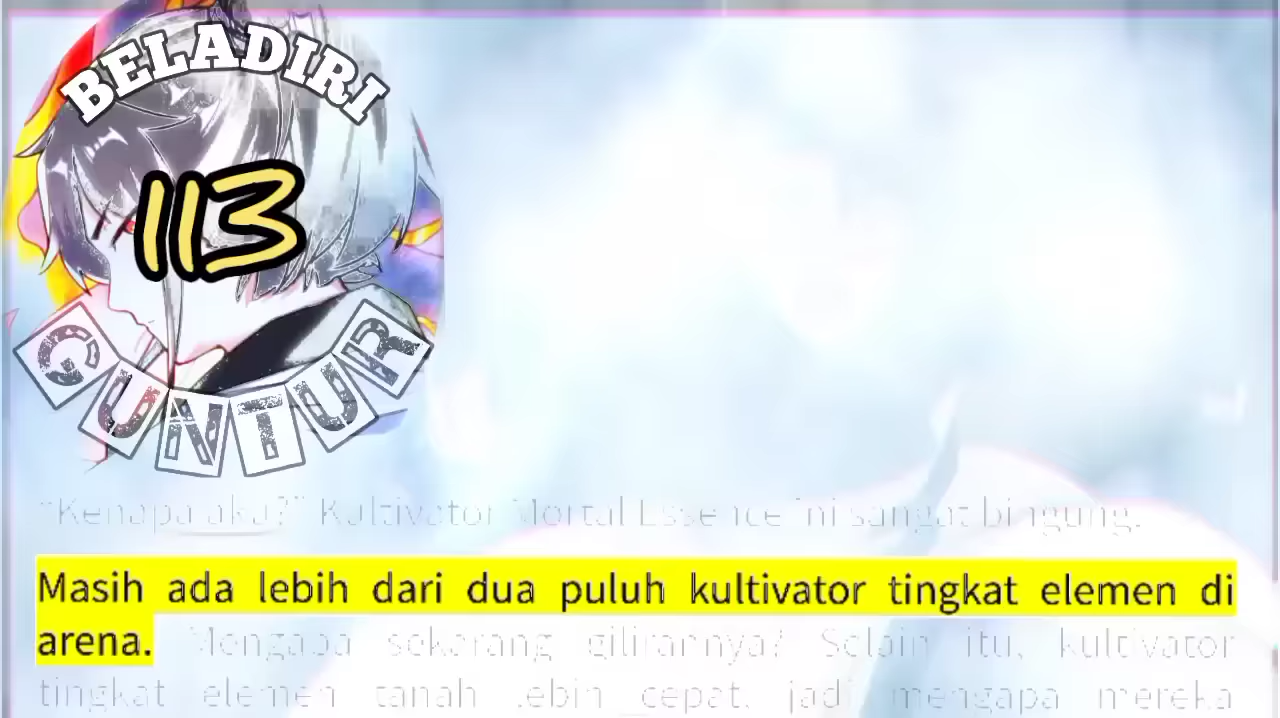 BELADIRI
113
GUNTUR
"Kenapa aku?" Kultivator Mortal Essence ini sangat bingung.
Masih ada lebih dari dua puluh kultivator tingkat elemen di
arena. Mengapa sekarang gilirannya? Selain itu, kultivator
tingkat elemen tanah lebih cepat, jadi mengapa mereka